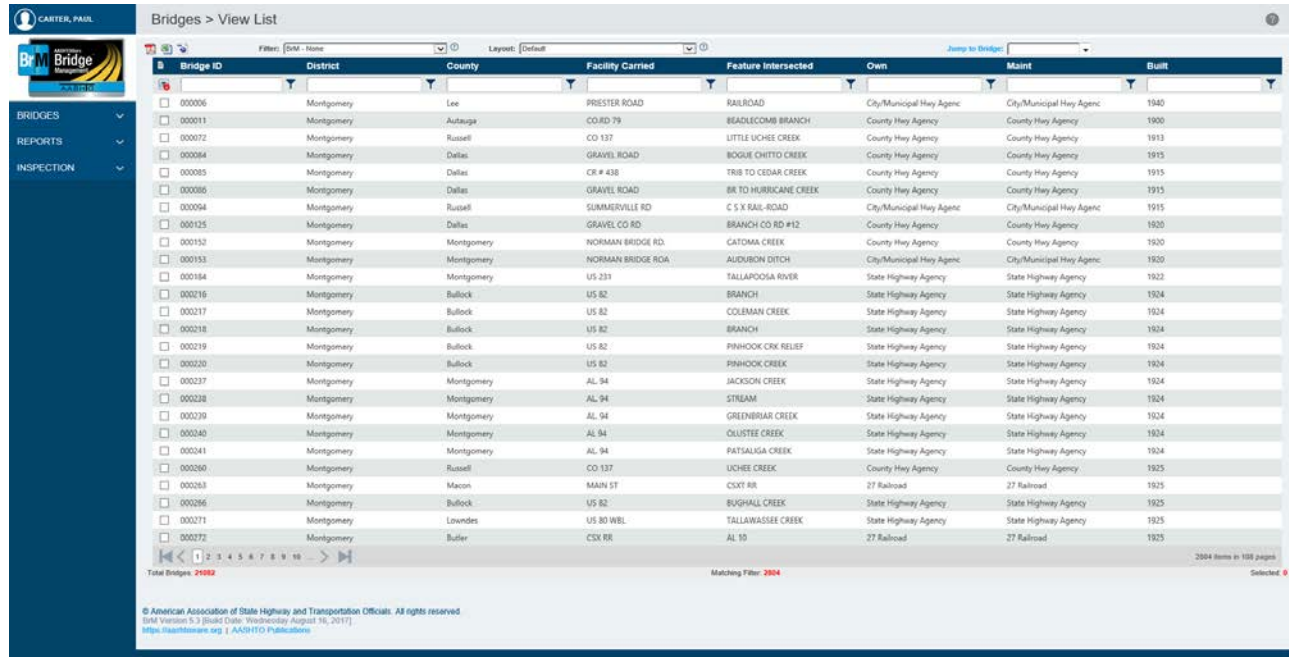 CARTER, PAUL
Bridges > View List
BrM Bridge Management
AASHTO
Filter: BrM - None Layout: Default Jump to Bridge:
Bridge ID District County Facility Carried Feature Intersected Own Maint Built
BRIDGES
REPORTS
INSPECTION
000006 Montgomery Lee PRIESTER ROAD RAILROAD City/Municipal Hwy Agenc City/Municipal Hwy Agenc 1940
000011 Montgomery Autauga CO.RD 79 BEADLECOMB BRANCH County Hwy Agency County Hwy Agency 1900
000072 Montgomery Russell CO 137 LITTLE UCHEE CREEK County Hwy Agency County Hwy Agency 1913
000084 Montgomery Dallas GRAVEL ROAD BOGUE CHITTO CREEK County Hwy Agency County Hwy Agency 1915
000085 Montgomery Dallas CR # 438 TRIB TO CEDAR CREEK County Hwy Agency County Hwy Agency 1915
000086 Montgomery Dallas GRAVEL ROAD BR TO HURRICANE CREEK County Hwy Agency County Hwy Agency 1915
000094 Montgomery Russell SUMMERVILLE RD C S X RAIL-ROAD City/Municipal Hwy Agenc City/Municipal Hwy Agenc 1915
000125 Montgomery Dallas GRAVEL CO RD BRANCH CO RD #12 County Hwy Agency County Hwy Agency 1920
000152 Montgomery Montgomery NORMAN BRIDGE RD. CATOMA CREEK County Hwy Agency County Hwy Agency 1920
000153 Montgomery Montgomery NORMAN BRIDGE ROA AUDUBON DITCH City/Municipal Hwy Agenc City/Municipal Hwy Agenc 1920
000184 Montgomery Montgomery US 231 TALLAPOOSA RIVER State Highway Agency State Highway Agency 1922
000216 Montgomery Bullock US 82 BRANCH State Highway Agency State Highway Agency 1924
000217 Montgomery Bullock US 82 COLEMAN CREEK State Highway Agency State Highway Agency 1924
000218 Montgomery Bullock US 82 BRANCH State Highway Agency State Highway Agency 1924
000219 Montgomery Bullock US 82 PINHOOK CRK RELIEF State Highway Agency State Highway Agency 1924
000220 Montgomery Bullock US 82 PINHOOK CREEK State Highway Agency State Highway Agency 1924
000237 Montgomery Montgomery AL. 94 JACKSON CREEK State Highway Agency State Highway Agency 1924
000238 Montgomery Montgomery AL. 94 STREAM State Highway Agency State Highway Agency 1924
000239 Montgomery Montgomery AL. 94 GREENBRIAR CREEK State Highway Agency State Highway Agency 1924
000240 Montgomery Montgomery AL 94 OLUSTEE CREEK State Highway Agency State Highway Agency 1924
000241 Montgomery Montgomery AL. 94 PATSALIGA CREEK State Highway Agency State Highway Agency 1924
000260 Montgomery Russell CO 137 UCHEE CREEK County Hwy Agency County Hwy Agency 1925
000263 Montgomery Macon MAIN ST CSXT RR 27 Railroad 27 Railroad 1925
000266 Montgomery Bullock US 82 BUGHALL CREEK State Highway Agency State Highway Agency 1925
000271 Montgomery Lowndes US 80 WBL TALLAWASSEE CREEK State Highway Agency State Highway Agency 1925
000272 Montgomery Butler CSX RR AL 10 27 Railroad 27 Railroad 1925
1 2 3 4 5 6 7 8 9 10 ... 2804 items in 108 pages
Total Bridges: 21082 Matching Filter: 2804 Selected: 0
© American Association of State Highway and Transportation Officials. All rights reserved.
BrM Version 5.3 [Build Date: Wednesday August 16, 2017].
https://aashtoware.org | AASHTO Publications